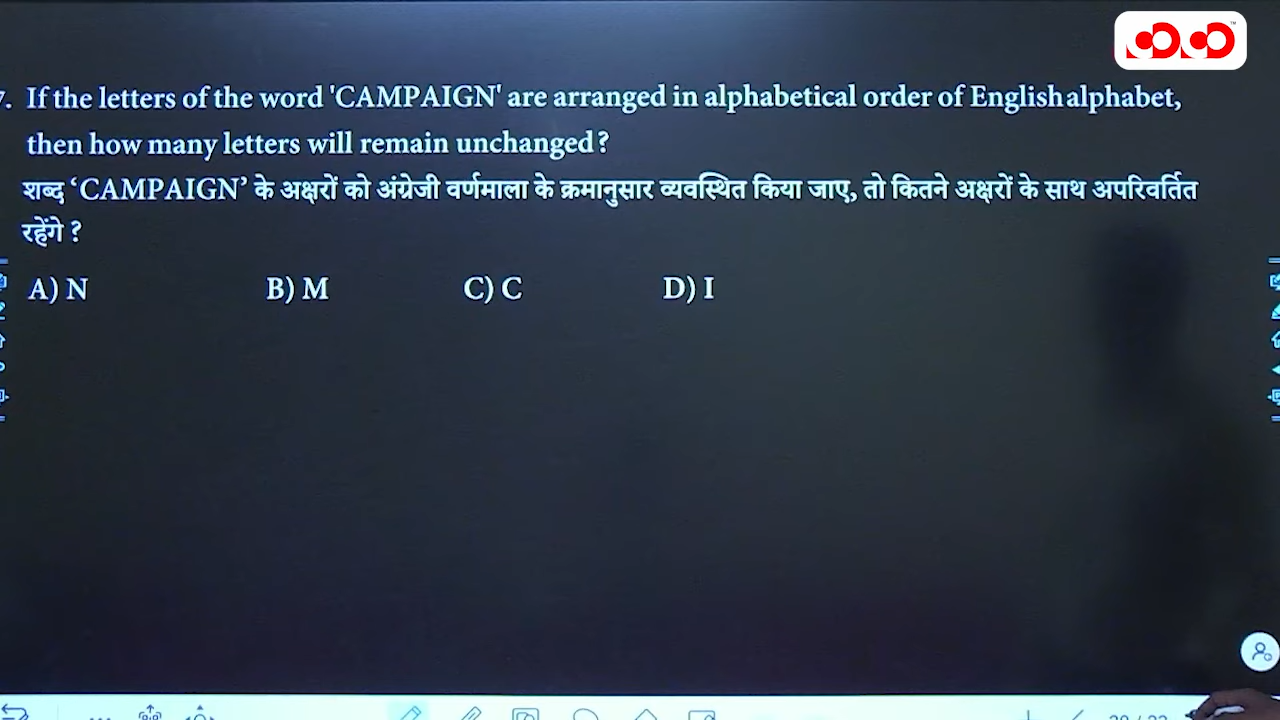 7. If the letters of the word 'CAMPAIGN' are arranged in alphabetical order of English alphabet,
then how many letters will remain unchanged?
शब्द ‘CAMPAIGN’ के अक्षरों को अंग्रेजी वर्णमाला के क्रमानुसार व्यवस्थित किया जाए, तो कितने अक्षरों के साथ अपरिवर्तित
रहेंगे ?
A) N B) M C) C D) I